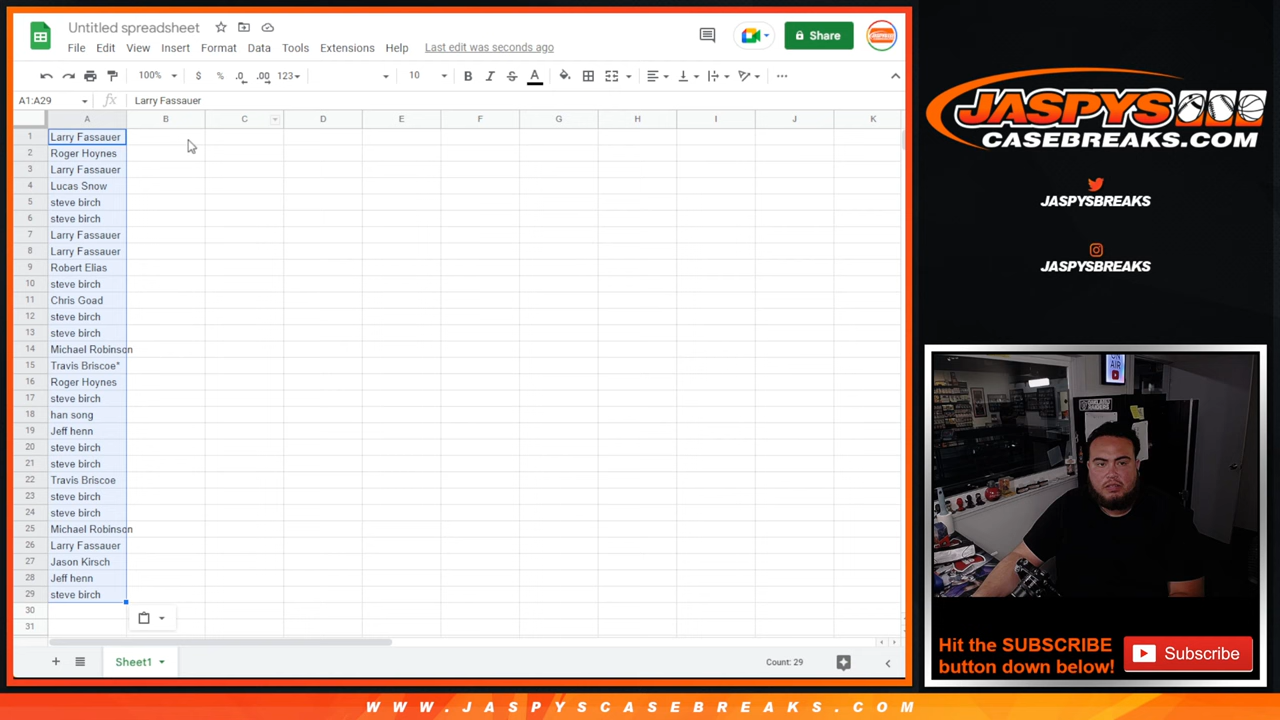 Untitled spreadsheet
File Edit View Insert Format Data Tools Extensions Help Last edit was seconds ago
Share
100% $ % .0 .00 123 10 B I S A
A1:A29 fx Larry Fassauer
A B C D E F G H I J K
1 Larry Fassauer
2 Roger Hoynes
3 Larry Fassauer
4 Lucas Snow
5 steve birch
6 steve birch
7 Larry Fassauer
8 Larry Fassauer
9 Robert Elias
10 steve birch
11 Chris Goad
12 steve birch
13 steve birch
14 Michael Robinson
15 Travis Briscoe*
16 Roger Hoynes
17 steve birch
18 han song
19 Jeff henn
20 steve birch
21 steve birch
22 Travis Briscoe
23 steve birch
24 steve birch
25 Michael Robinson
26 Larry Fassauer
27 Jason Kirsch
28 Jeff henn
29 steve birch
30
31
Sheet1 Count: 29
JASPYS
CASEBREAKS.COM
JASPYSBREAKS
JASPYSBREAKS
ON AIR
Hit the SUBSCRIBE
button down below!
Subscribe
WWW.JASPYSCASEBREAKS.COM